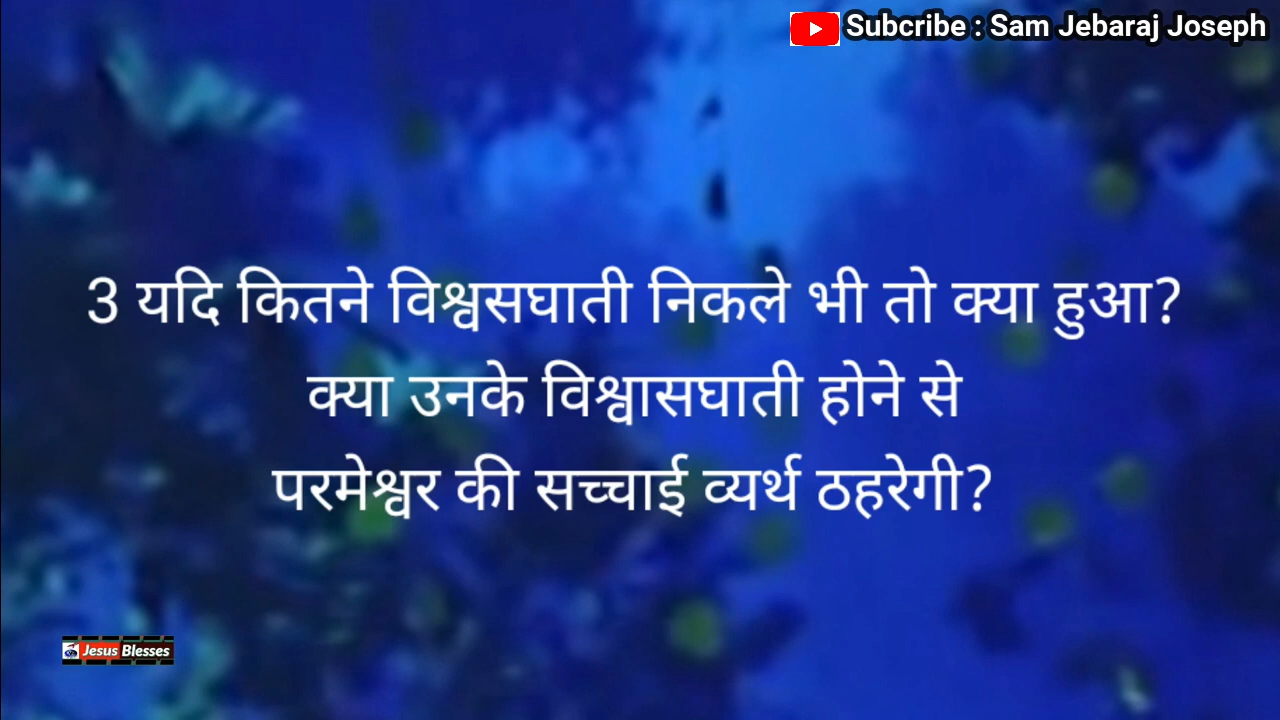 Subcribe : Sam Jebaraj Joseph
3 यदि कितने विश्वसघाती निकले भी तो क्या हुआ?
क्या उनके विश्वासघाती होने से
परमेश्वर की सच्चाई व्यर्थ ठहरेगी?
Jesus Blesses